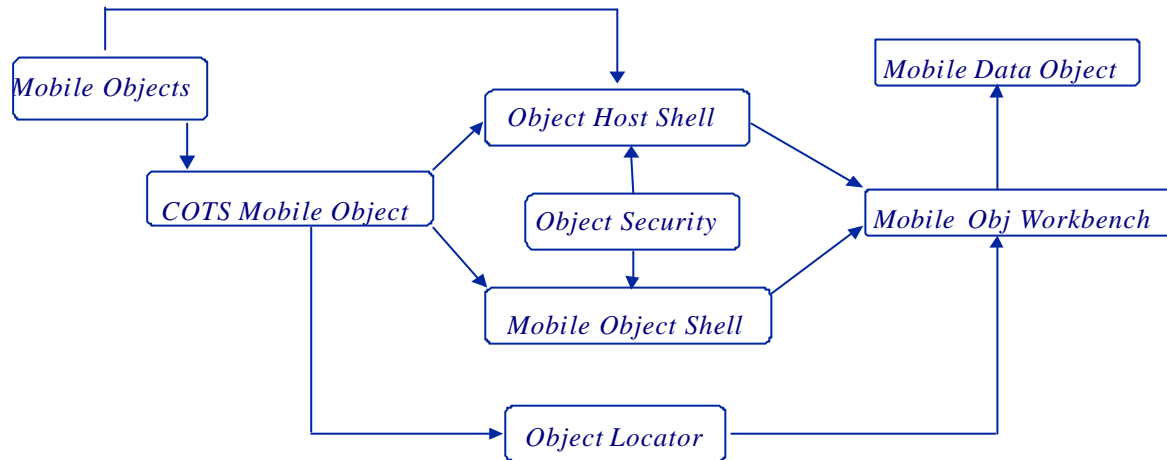 Mobile Objects
Mobile Data Object
Object Host Shell
COTS Mobile Object
Object Security
Mobile Obj Workbench
Mobile Object Shell
Object Locator